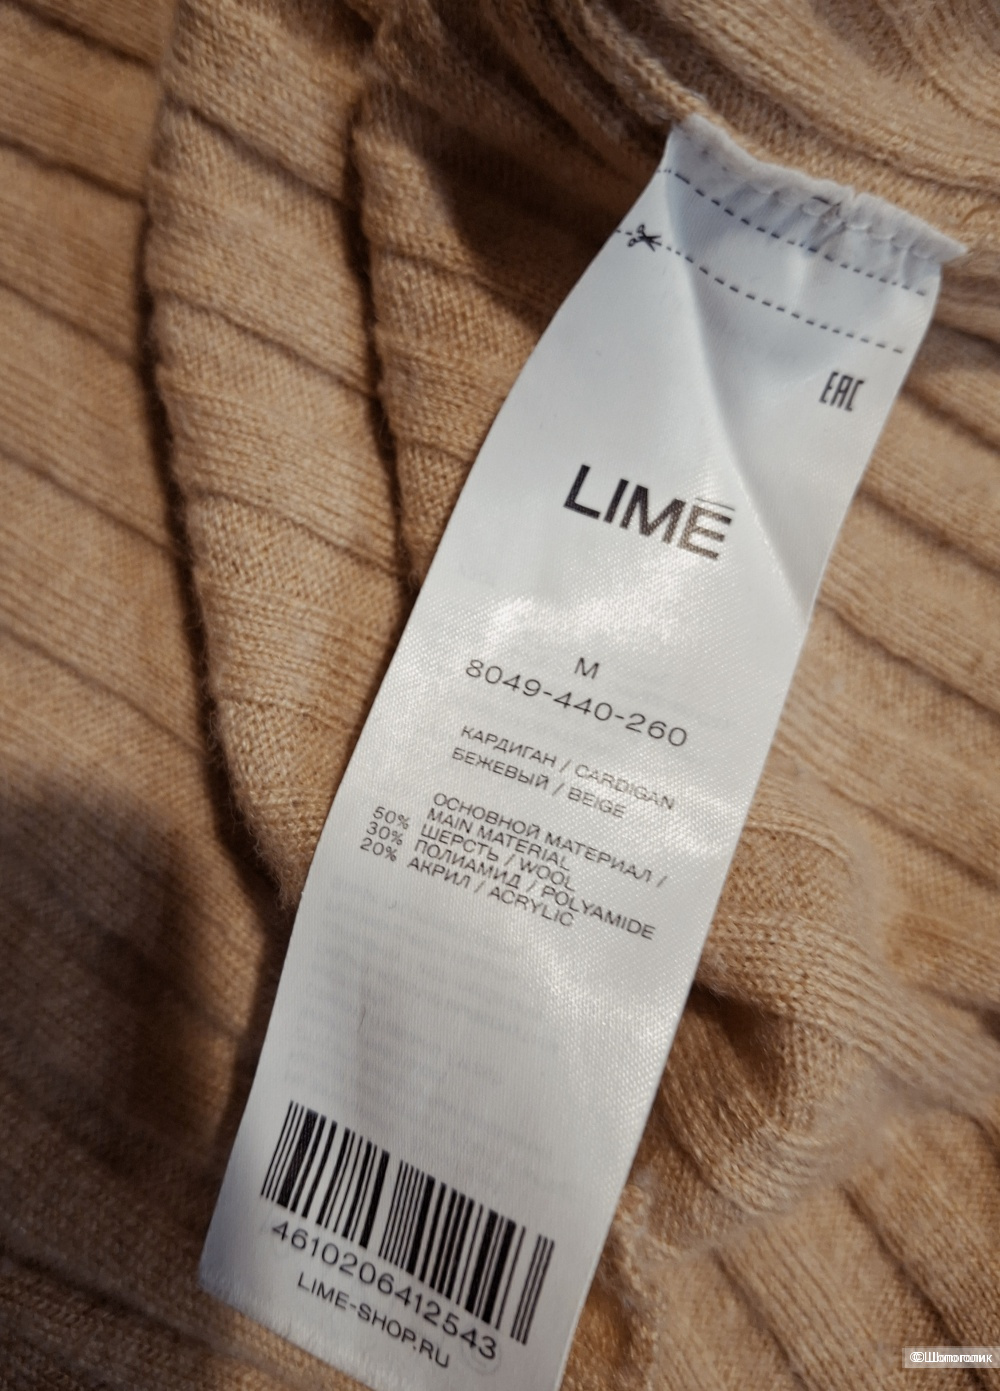 EAC
LIMĒ
M
8049-440-260
КАРДИГАН / CARDIGAN
БЕЖЕВЫЙ / BEIGE
ОСНОВНОЙ МАТЕРИАЛ /
MAIN MATERIAL
50% ШЕРСТЬ / WOOL
30% ПОЛИАМИД / POLYAMIDE
20% АКРИЛ / ACRYLIC
4610206412543
LIME-SHOP.RU
©Шопоголик